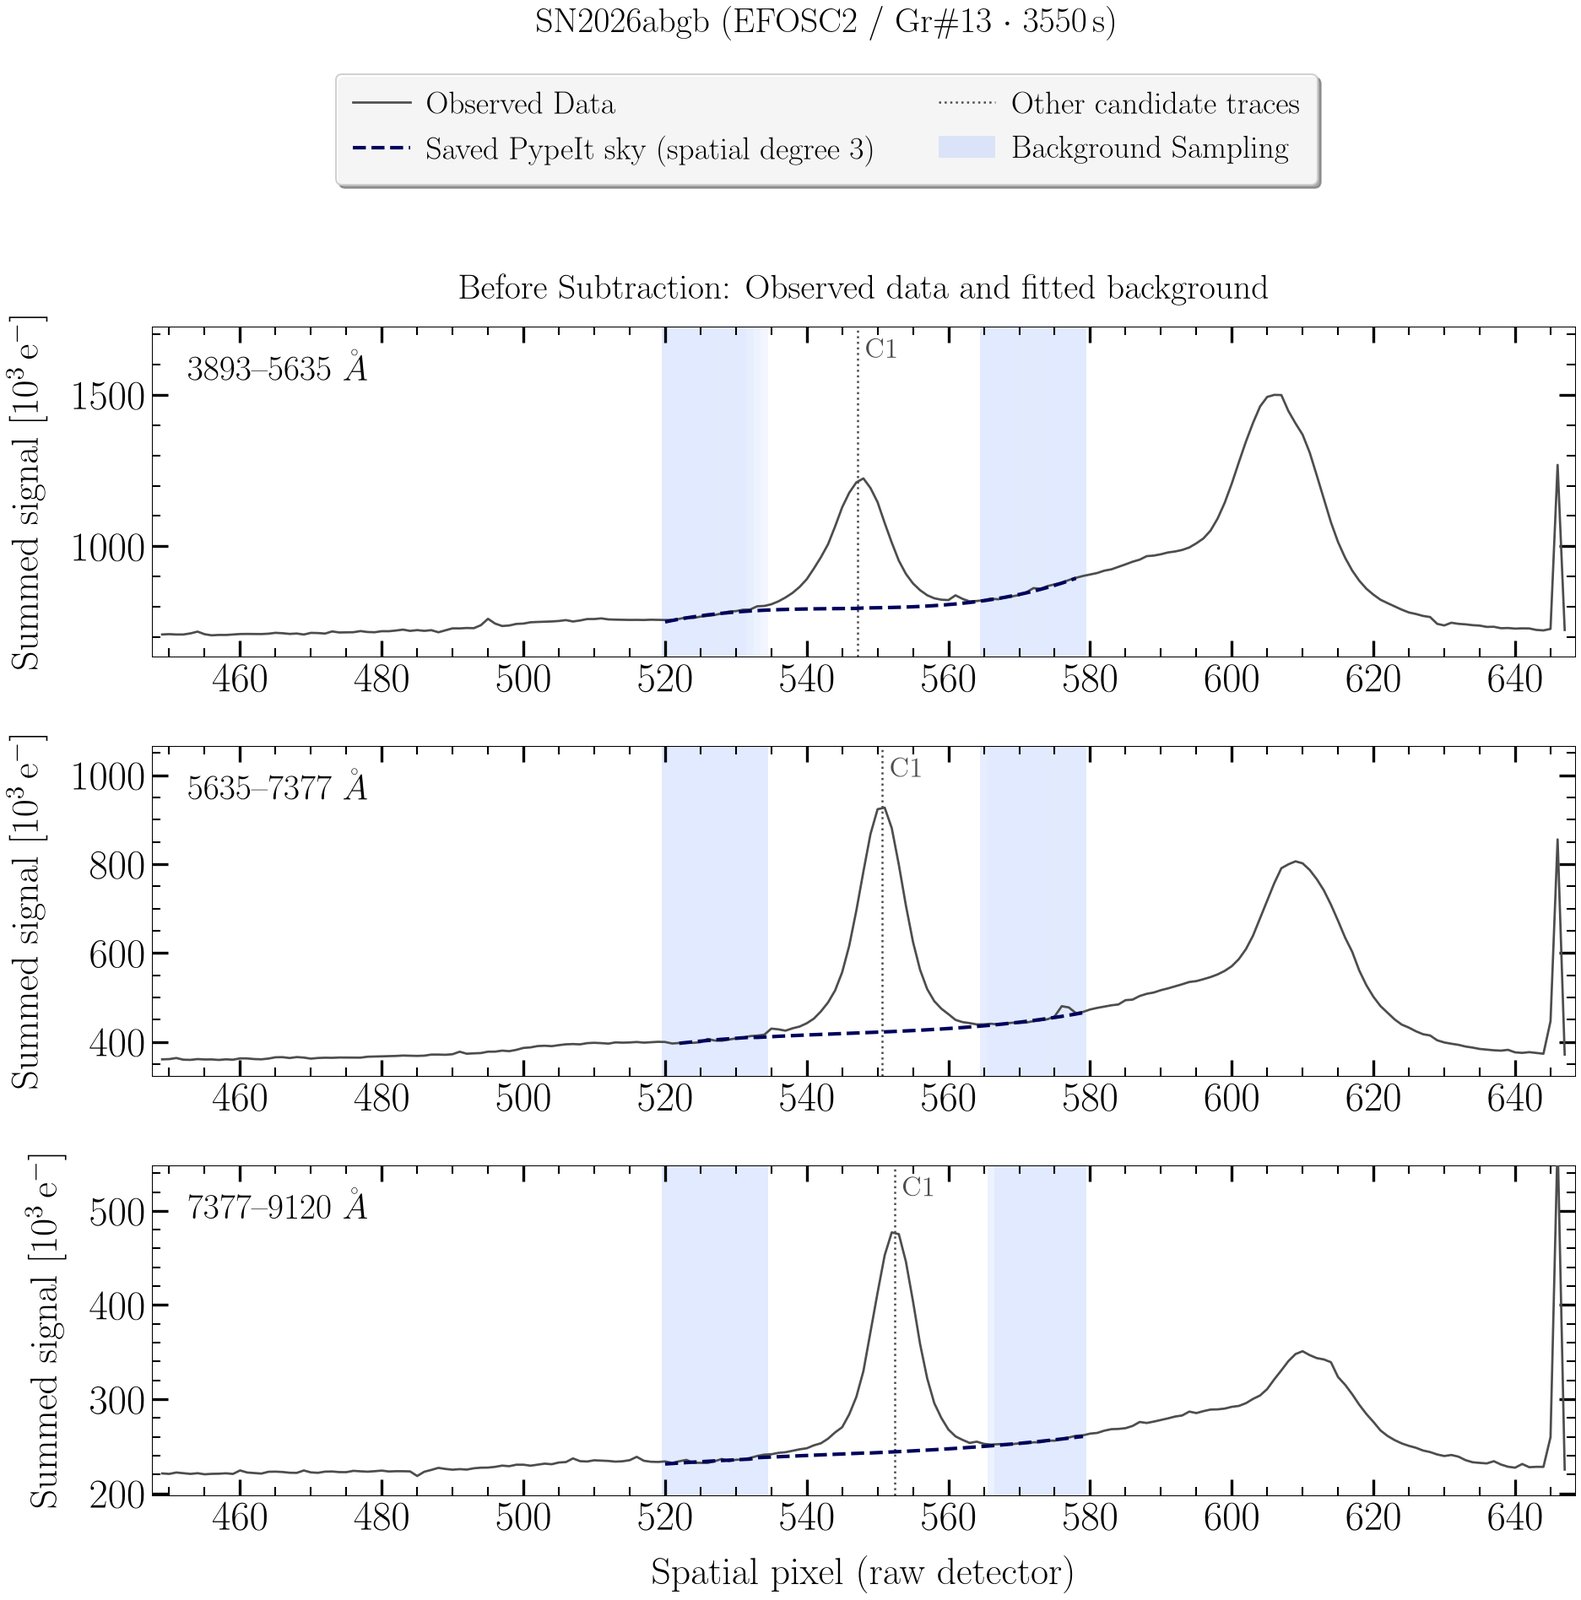 SN2026abgb (EFOSC2 / Gr#13 · 3550 s)
Observed Data
Saved PypeIt sky (spatial degree 3)
Other candidate traces
Background Sampling
Before Subtraction: Observed data and fitted background
Summed signal [10³ e⁻]
3893–5635 Å
C1
1500
1000
460 480 500 520 540 560 580 600 620 640
Summed signal [10³ e⁻]
5635–7377 Å
C1
1000
800
600
400
460 480 500 520 540 560 580 600 620 640
Summed signal [10³ e⁻]
7377–9120 Å
C1
500
400
300
200
460 480 500 520 540 560 580 600 620 640
Spatial pixel (raw detector)